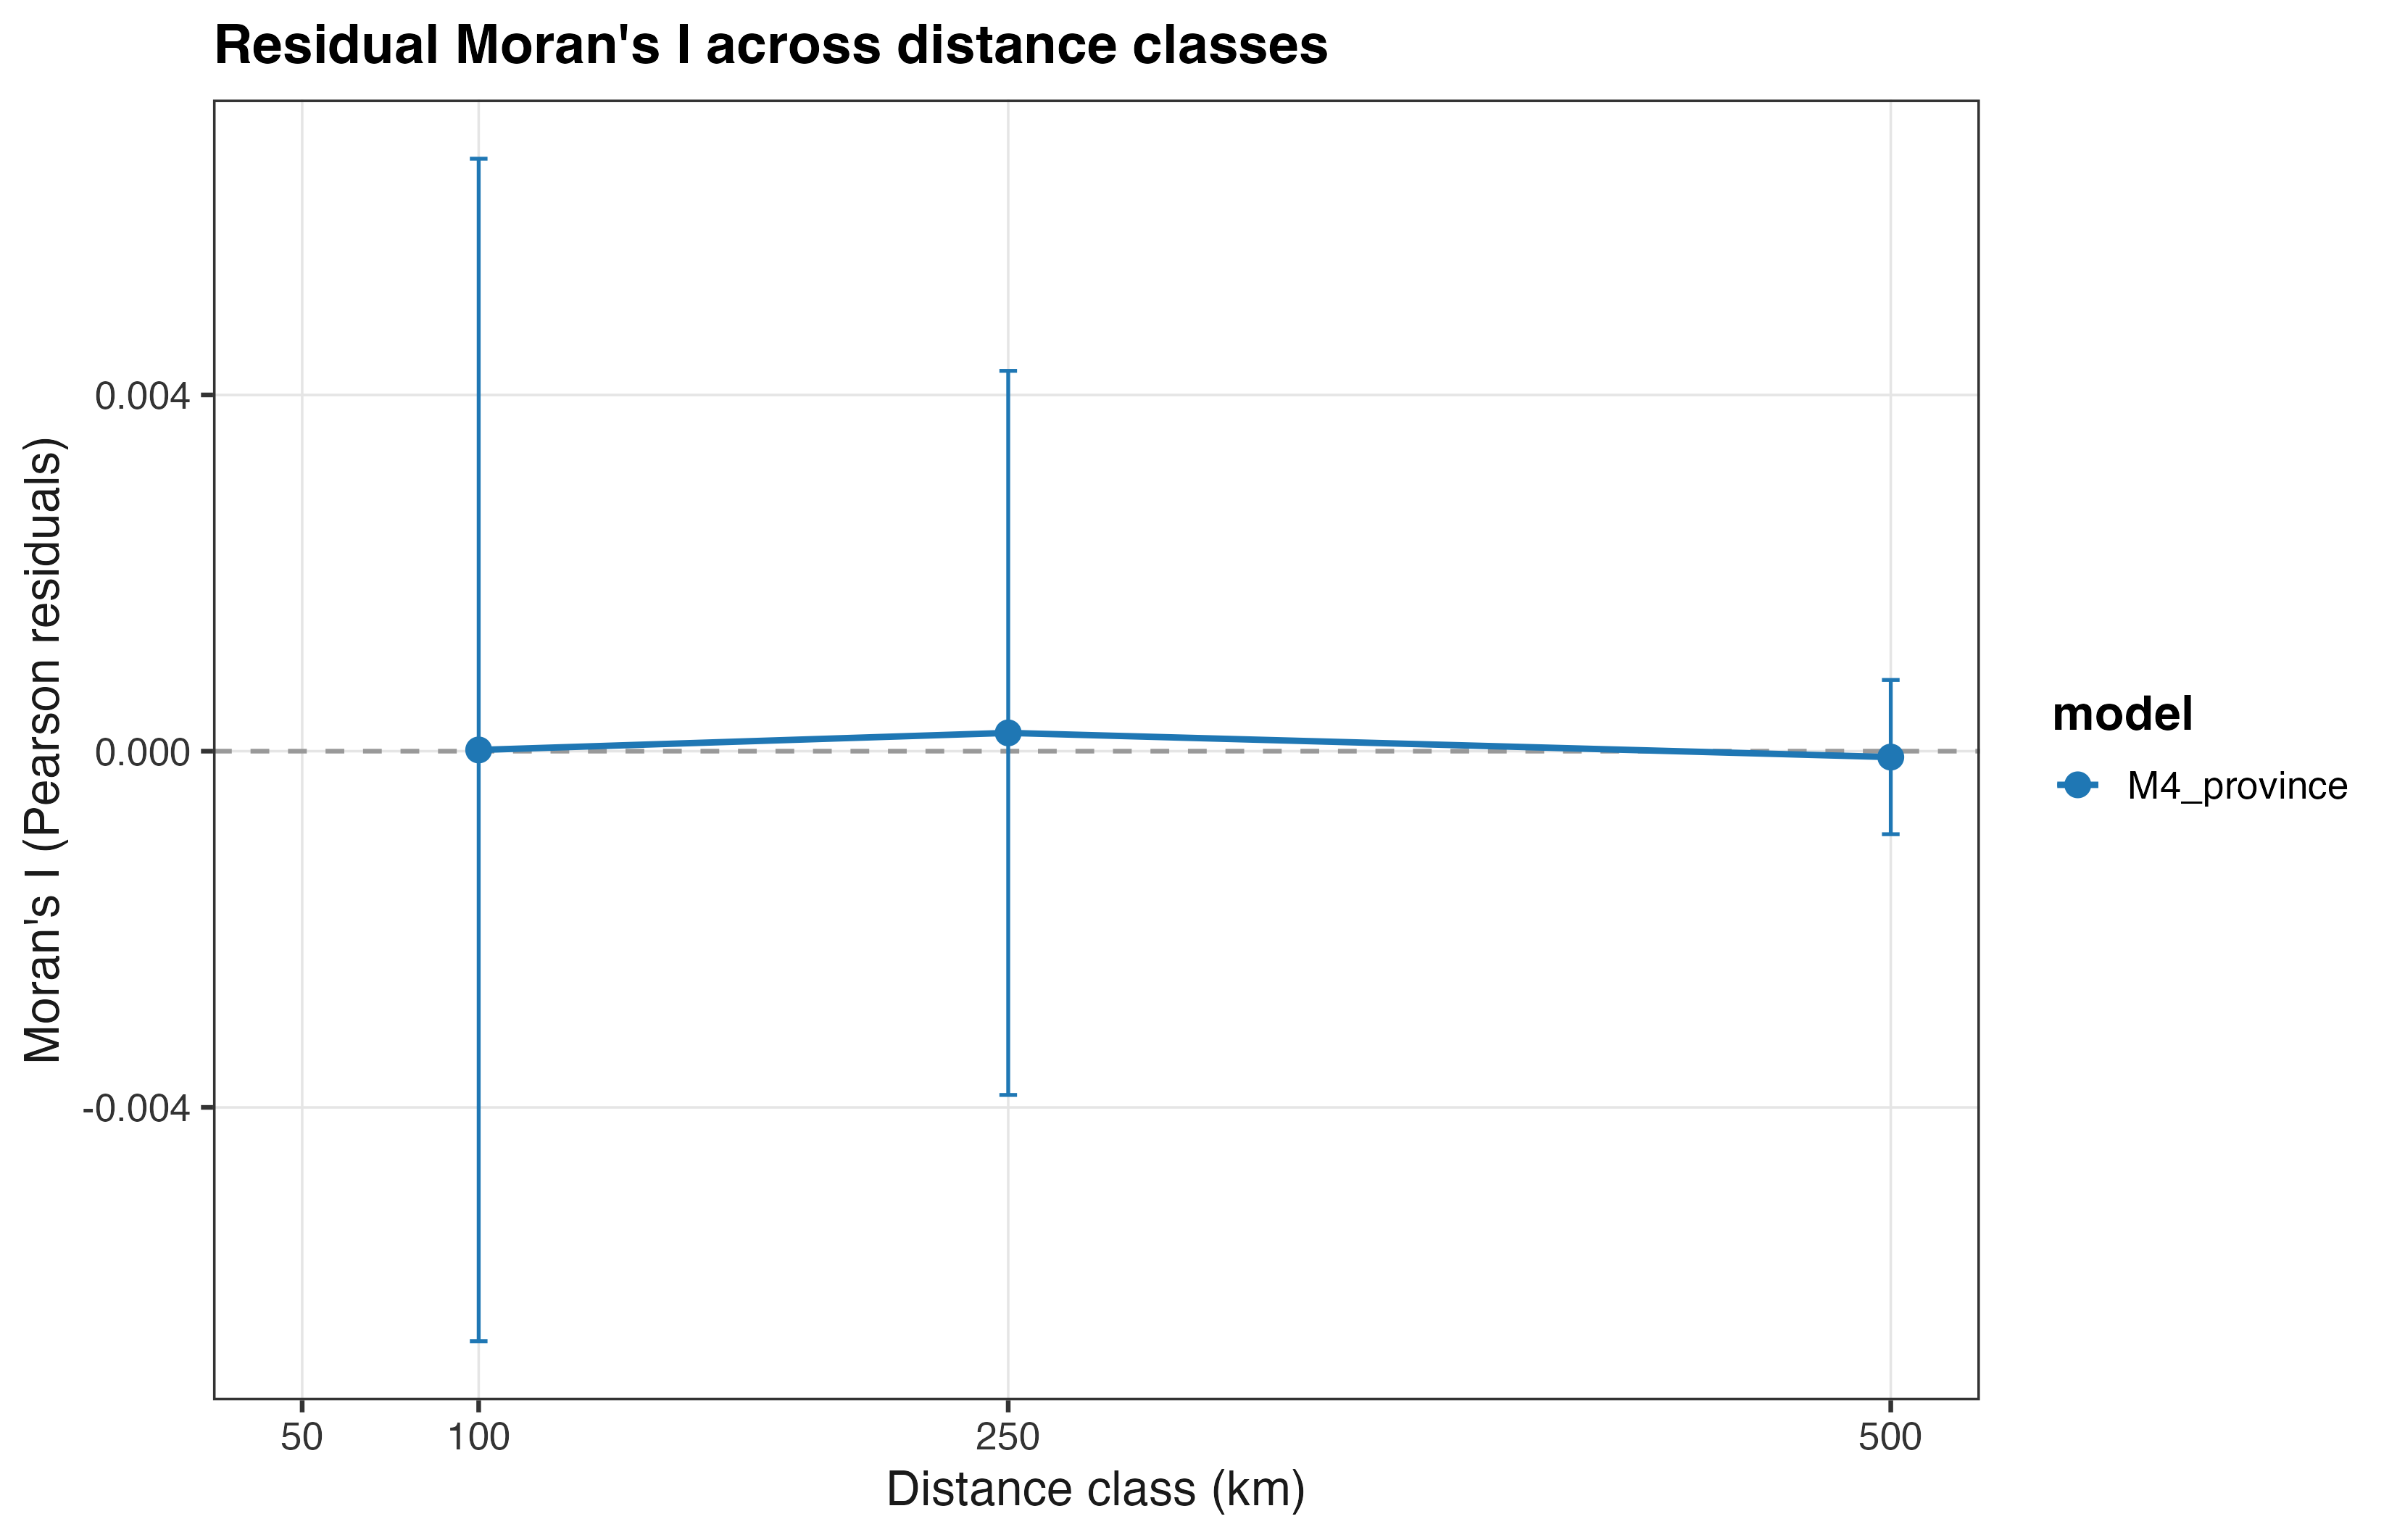 Residual Moran's I across distance classes
Moran's I (Pearson residuals)
0.004
0.000
-0.004
50
100
250
500
Distance class (km)
model
M4_province